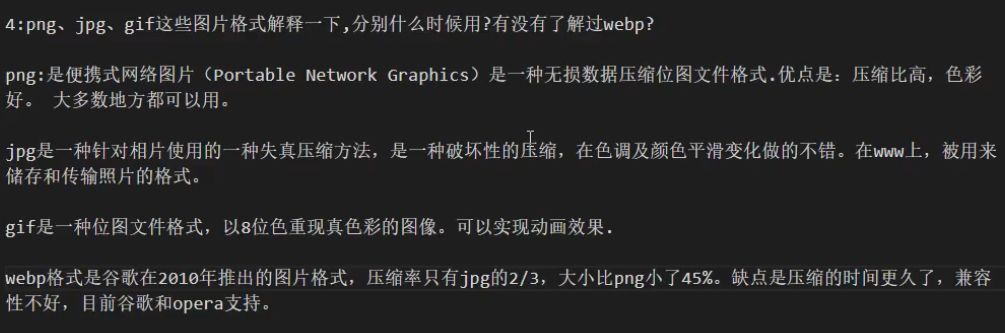 4:png、jpg、gif这些图片格式解释一下,分别什么时候用?有没有了解过webp?
png:是便携式网络图片（Portable Network Graphics）是一种无损数据压缩位图文件格式.优点是：压缩比高，色彩
好。 大多数地方都可以用。
jpg是一种针对相片使用的一种失真压缩方法，是一种破坏性的压缩，在色调及颜色平滑变化做的不错。在www上，被用来
储存和传输照片的格式。
gif是一种位图文件格式，以8位色重现真色彩的图像。可以实现动画效果.
webp格式是谷歌在2010年推出的图片格式，压缩率只有jpg的2/3，大小比png小了45%。缺点是压缩的时间更久了，兼容
性不好，目前谷歌和opera支持。